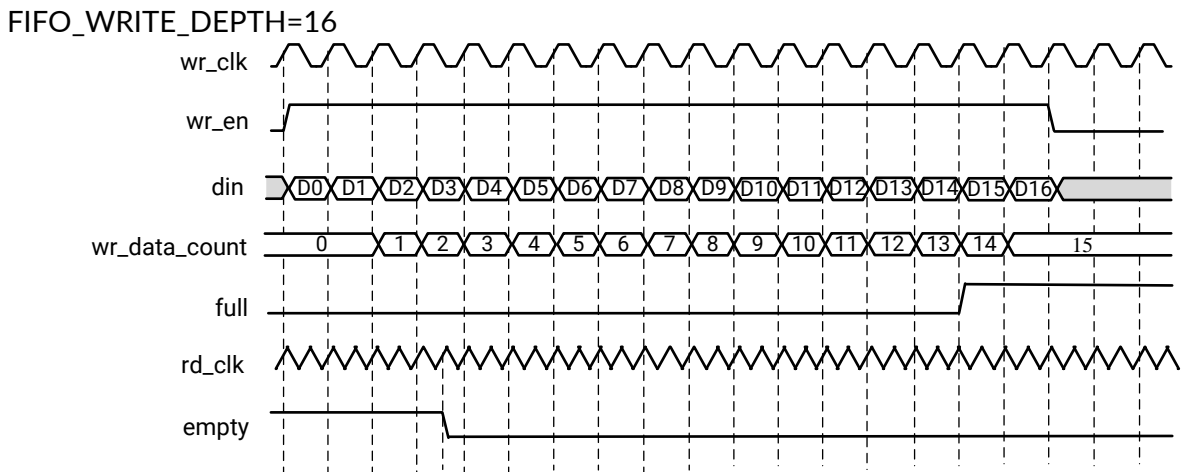 FIFO_WRITE_DEPTH=16
wr_clk
wr_en
din D0 D1 D2 D3 D4 D5 D6 D7 D8 D9 D10 D11 D12 D13 D14 D15 D16
wr_data_count 0 1 2 3 4 5 6 7 8 9 10 11 12 13 14 15
full
rd_clk
empty